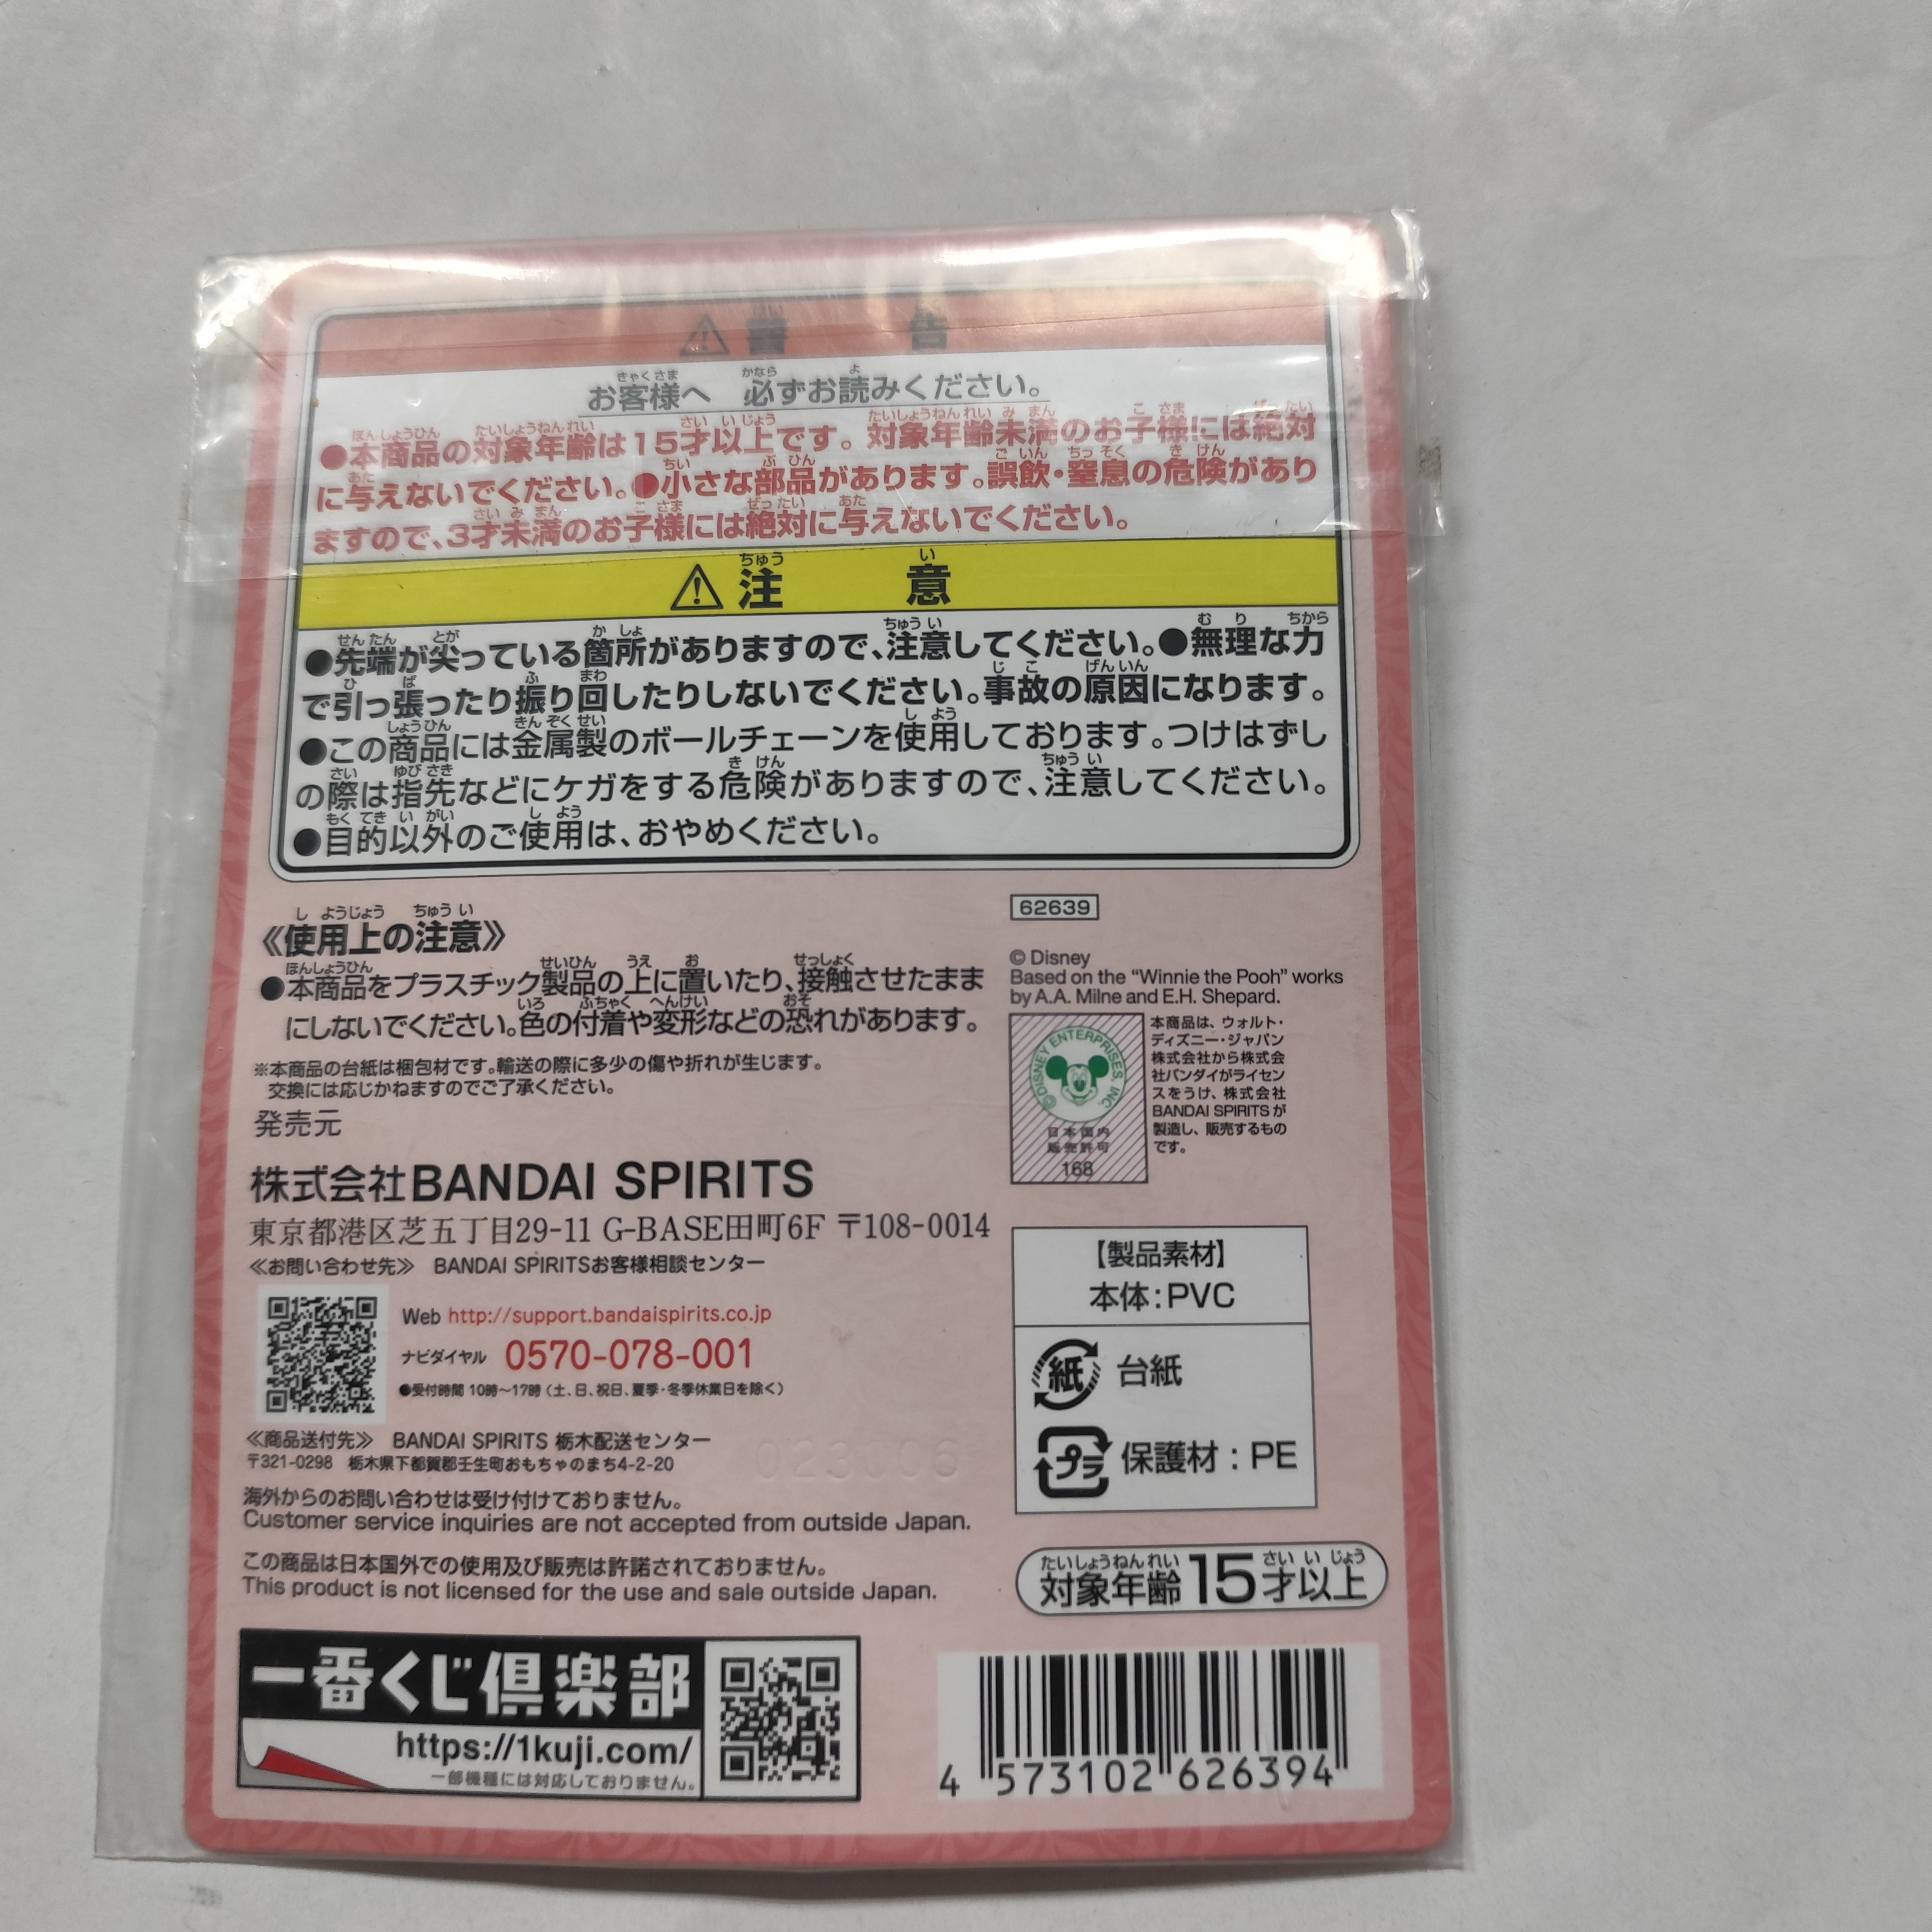 ⚠警告
お客様へ 必ずお読みください。
●本商品の対象年齢は15才以上です。対象年齢未満のお子様には絶対
に与えないでください。●小さな部品があります。誤飲・窒息の危険があり
ますので、3才未満のお子様には絶対に与えないでください。
⚠注意
●先端が尖っている箇所がありますので、注意してください。●無理な力
で引っ張ったり振り回したりしないでください。事故の原因になります。
●この商品には金属製のボールチェーンを使用しております。つけはずし
の際は指先などにケガをする危険がありますので、注意してください。
●目的以外のご使用は、おやめください。
《使用上の注意》
●本商品をプラスチック製品の上に置いたり、接触させたまま
にしないでください。色の付着や変形などの恐れがあります。
※本商品の台紙は梱包材です。輸送の際に多少の傷や折れが生じます。
交換には応じかねますのでご了承ください。
発売元
株式会社BANDAI SPIRITS
東京都港区芝五丁目29-11 G-BASE田町6F 〒108-0014
≪お問い合わせ先≫ BANDAI SPIRITSお客様相談センター
Web http://support.bandaispirits.co.jp
ナビダイヤル 0570-078-001
●受付時間 10時~17時(土、日、祝日、夏季・冬季休業日を除く)
≪商品送付先≫ BANDAI SPIRITS 栃木配送センター
〒321-0298 栃木県下都賀郡壬生町おもちゃのまち4-2-20
海外からのお問い合わせは受け付けておりません。
Customer service inquiries are not accepted from outside Japan.
この商品は日本国外での使用及び販売は許諾されておりません。
This product is not licensed for the use and sale outside Japan.
一番くじ倶楽部
https://1kuji.com/
一部機種には対応しておりません。
62639
© Disney
Based on the “Winnie the Pooh” works
by A.A. Milne and E.H. Shepard.
©DISNEY ENTERPRISES, INC.
日本国内
販売許可
168
本商品は、ウォルト・
ディズニー・ジャパン
株式会社から株式会
社バンダイがライセン
スをうけ、株式会社
BANDAI SPIRITSが
製造し、販売するもの
です。
【製品素材】
本体:PVC
紙 台紙
プラ 保護材:PE
対象年齢15才以上
4 573102 626394